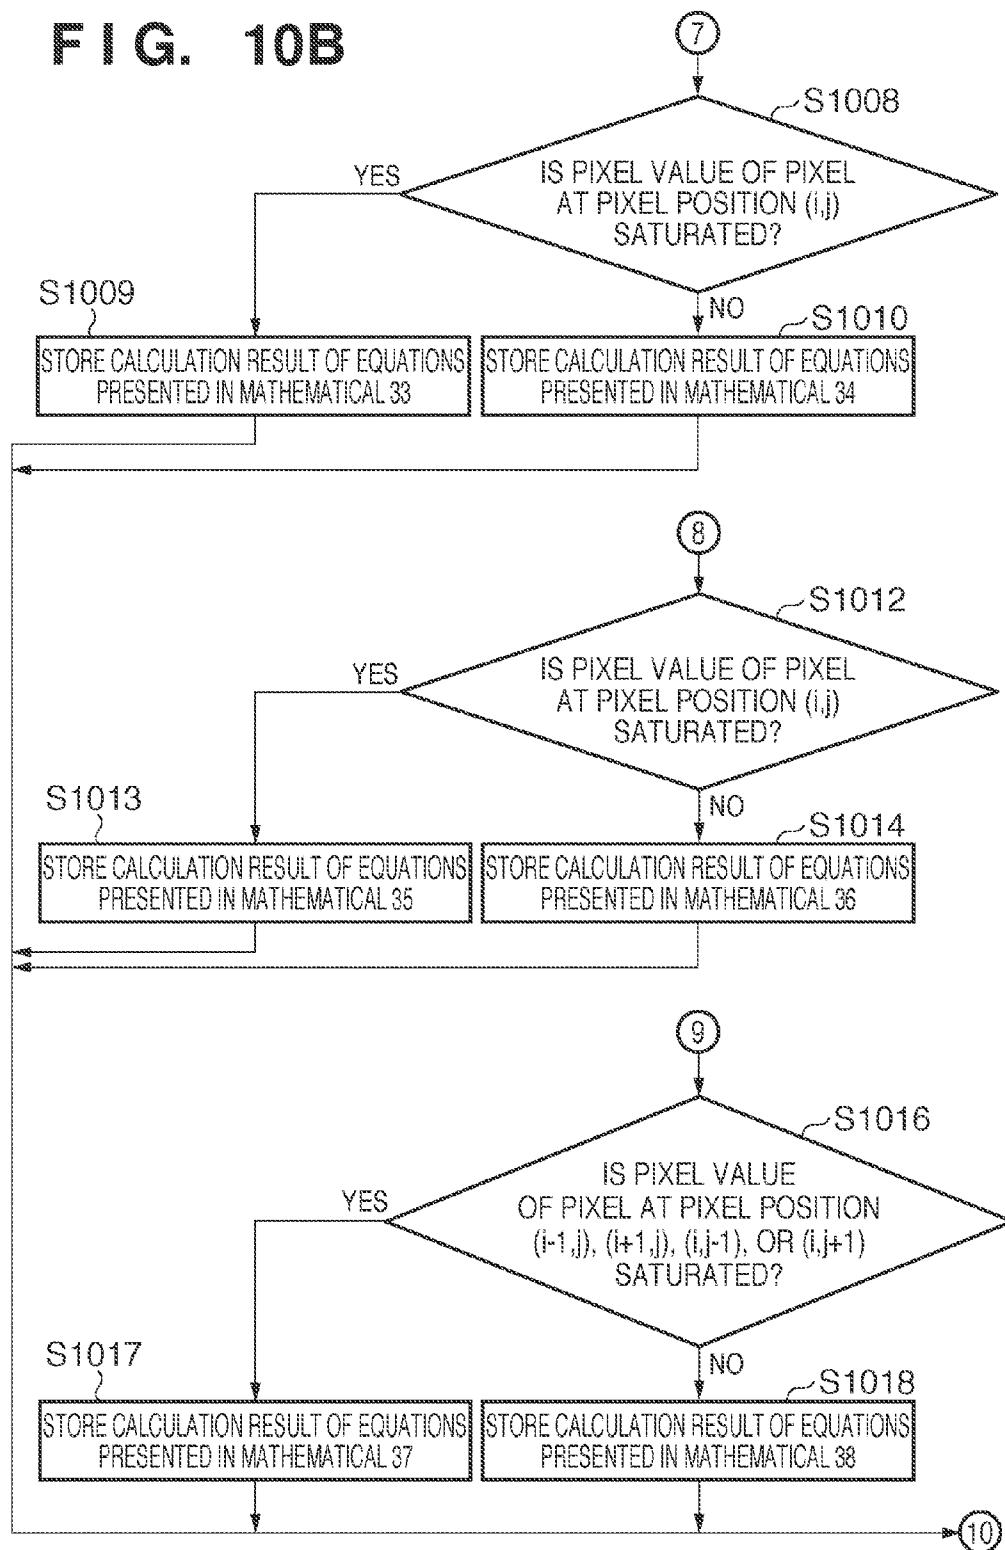 FIG. 10B
7
S1008
IS PIXEL VALUE OF PIXEL
AT PIXEL POSITION (i,j)
SATURATED?
YES
NO
S1009
STORE CALCULATION RESULT OF EQUATIONS
PRESENTED IN MATHEMATICAL 33
S1010
STORE CALCULATION RESULT OF EQUATIONS
PRESENTED IN MATHEMATICAL 34
8
S1012
IS PIXEL VALUE OF PIXEL
AT PIXEL POSITION (i,j)
SATURATED?
YES
NO
S1013
STORE CALCULATION RESULT OF EQUATIONS
PRESENTED IN MATHEMATICAL 35
S1014
STORE CALCULATION RESULT OF EQUATIONS
PRESENTED IN MATHEMATICAL 36
9
S1016
IS PIXEL VALUE
OF PIXEL AT PIXEL POSITION
(i-1,j), (i+1,j), (i,j-1), OR (i,j+1)
SATURATED?
YES
NO
S1017
STORE CALCULATION RESULT OF EQUATIONS
PRESENTED IN MATHEMATICAL 37
S1018
STORE CALCULATION RESULT OF EQUATIONS
PRESENTED IN MATHEMATICAL 38
10